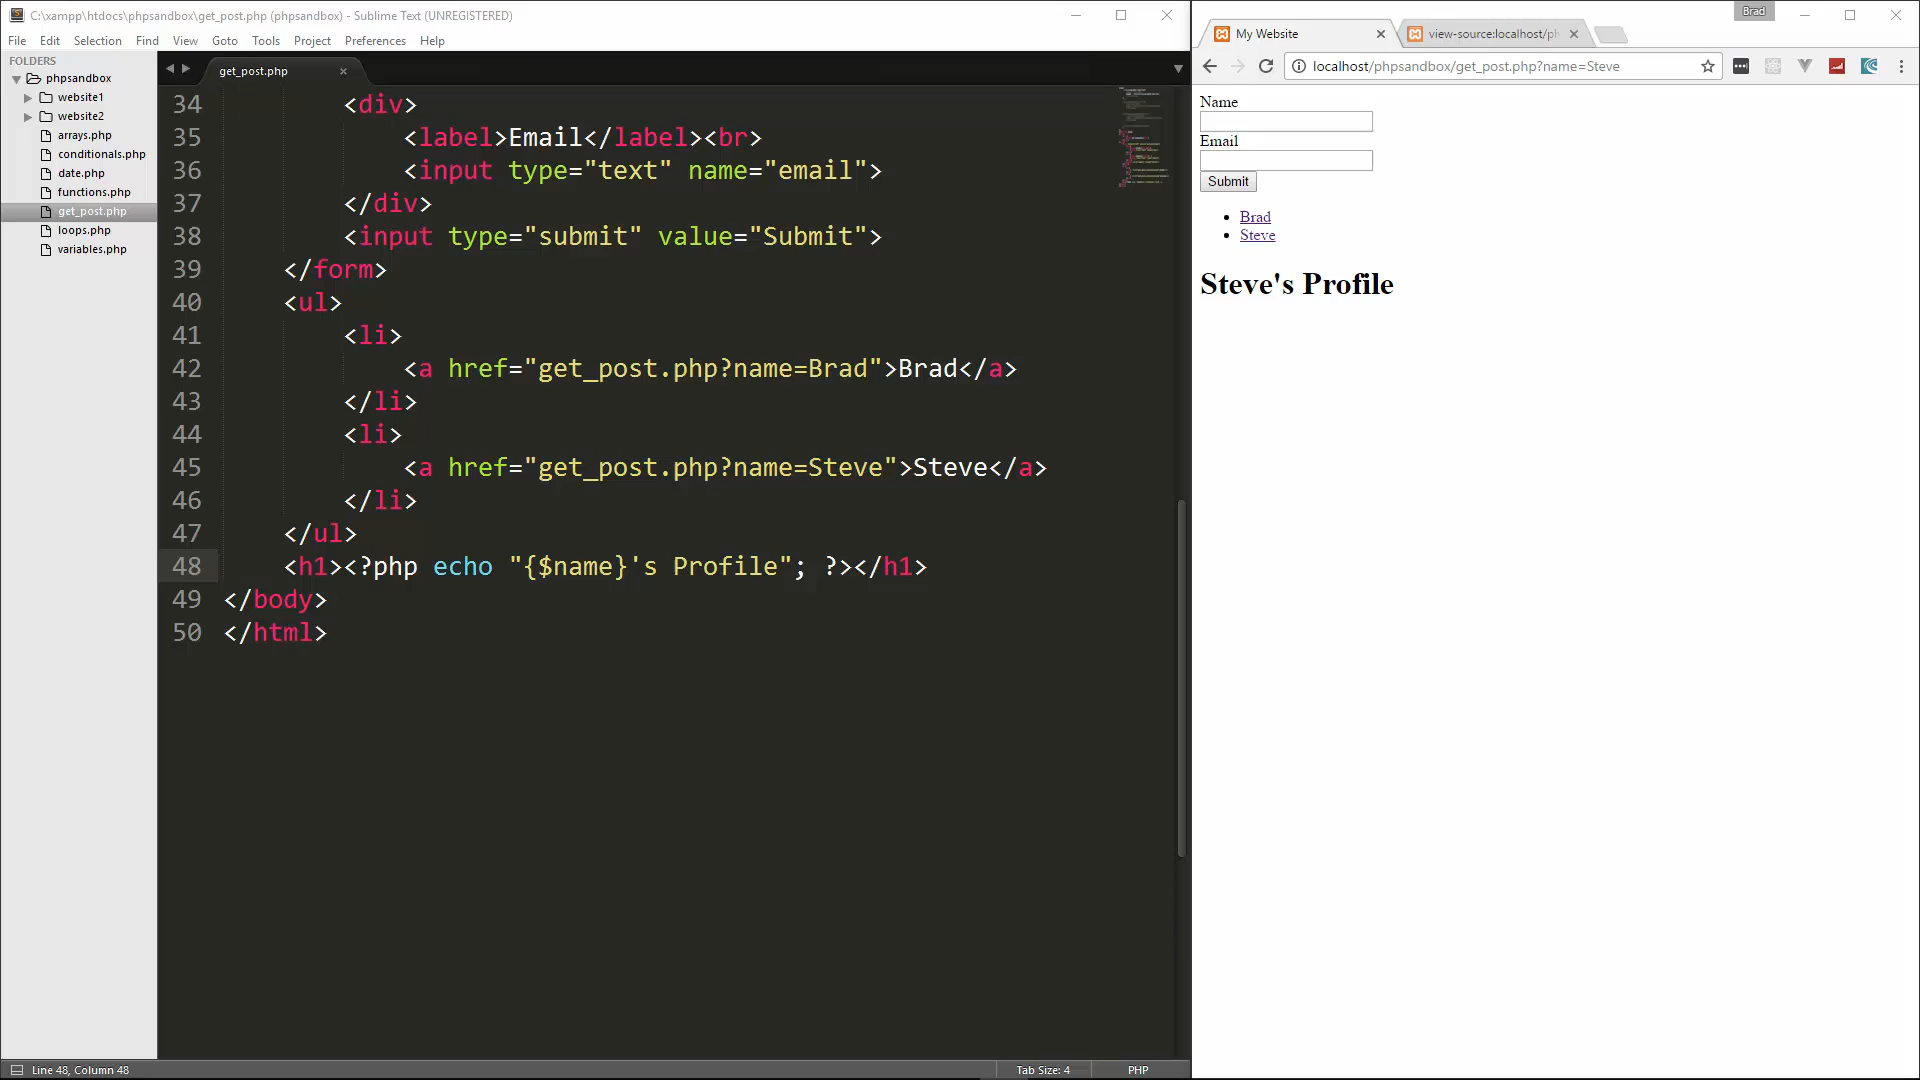 C:\xampp\htdocs\phpsandbox\get_post.php (phpsandbox) - Sublime Text (UNREGISTERED)
File Edit Selection Find View Goto Tools Project Preferences Help
FOLDERS
phpsandbox
website1
website2
arrays.php
conditionals.php
date.php
functions.php
get_post.php
loops.php
variables.php
get_post.php
34 <div>
35 <label>Email</label><br>
36 <input type="text" name="email">
37 </div>
38 <input type="submit" value="Submit">
39 </form>
40 <ul>
41 <li>
42 <a href="get_post.php?name=Brad">Brad</a>
43 </li>
44 <li>
45 <a href="get_post.php?name=Steve">Steve</a>
46 </li>
47 </ul>
48 <h1><?php echo "{$name}'s Profile"; ?></h1>
49 </body>
50 </html>
Line 48, Column 48
Tab Size: 4
PHP
Brad
My Website
view-source:localhost/ph
localhost/phpsandbox/get_post.php?name=Steve
Name
Email
Submit
Brad
Steve
Steve's Profile